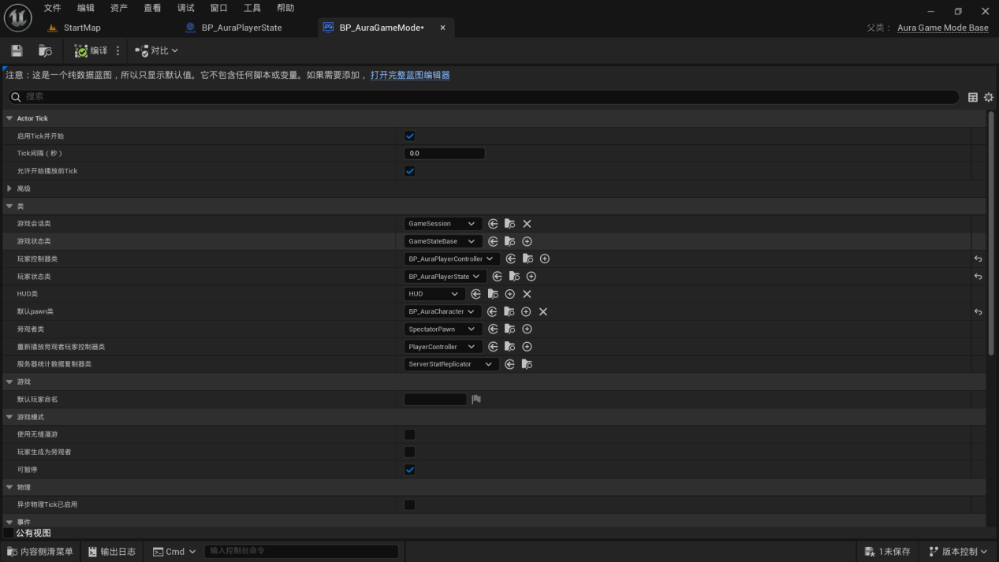 文件 编辑 资产 查看 调试 窗口 工具 帮助
StartMap BP_AuraPlayerState BP_AuraGameMode* 父类： Aura Game Mode Base
编译 对比
注意：这是一个纯数据蓝图，所以只显示默认值。它不包含任何脚本或变量。如果需要添加， 打开完整蓝图编辑器
搜索
Actor Tick
启用Tick并开始
Tick间隔（秒） 0.0
允许开始播放前Tick
高级
类
游戏会话类 GameSession
游戏状态类 GameStateBase
玩家控制器类 BP_AuraPlayerController
玩家状态类 BP_AuraPlayerState
HUD类 HUD
默认pawn类 BP_AuraCharacter
旁观者类 SpectatorPawn
重新播放旁观者玩家控制器类 PlayerController
服务器统计数据复制器类 ServerStatReplicator
游戏
默认玩家命名
游戏模式
使用无缝漫游
玩家生成为旁观者
可暂停
物理
异步物理Tick已启用
事件
公有视图
内容侧滑菜单 输出日志 Cmd 输入控制台命令 1未保存 版本控制